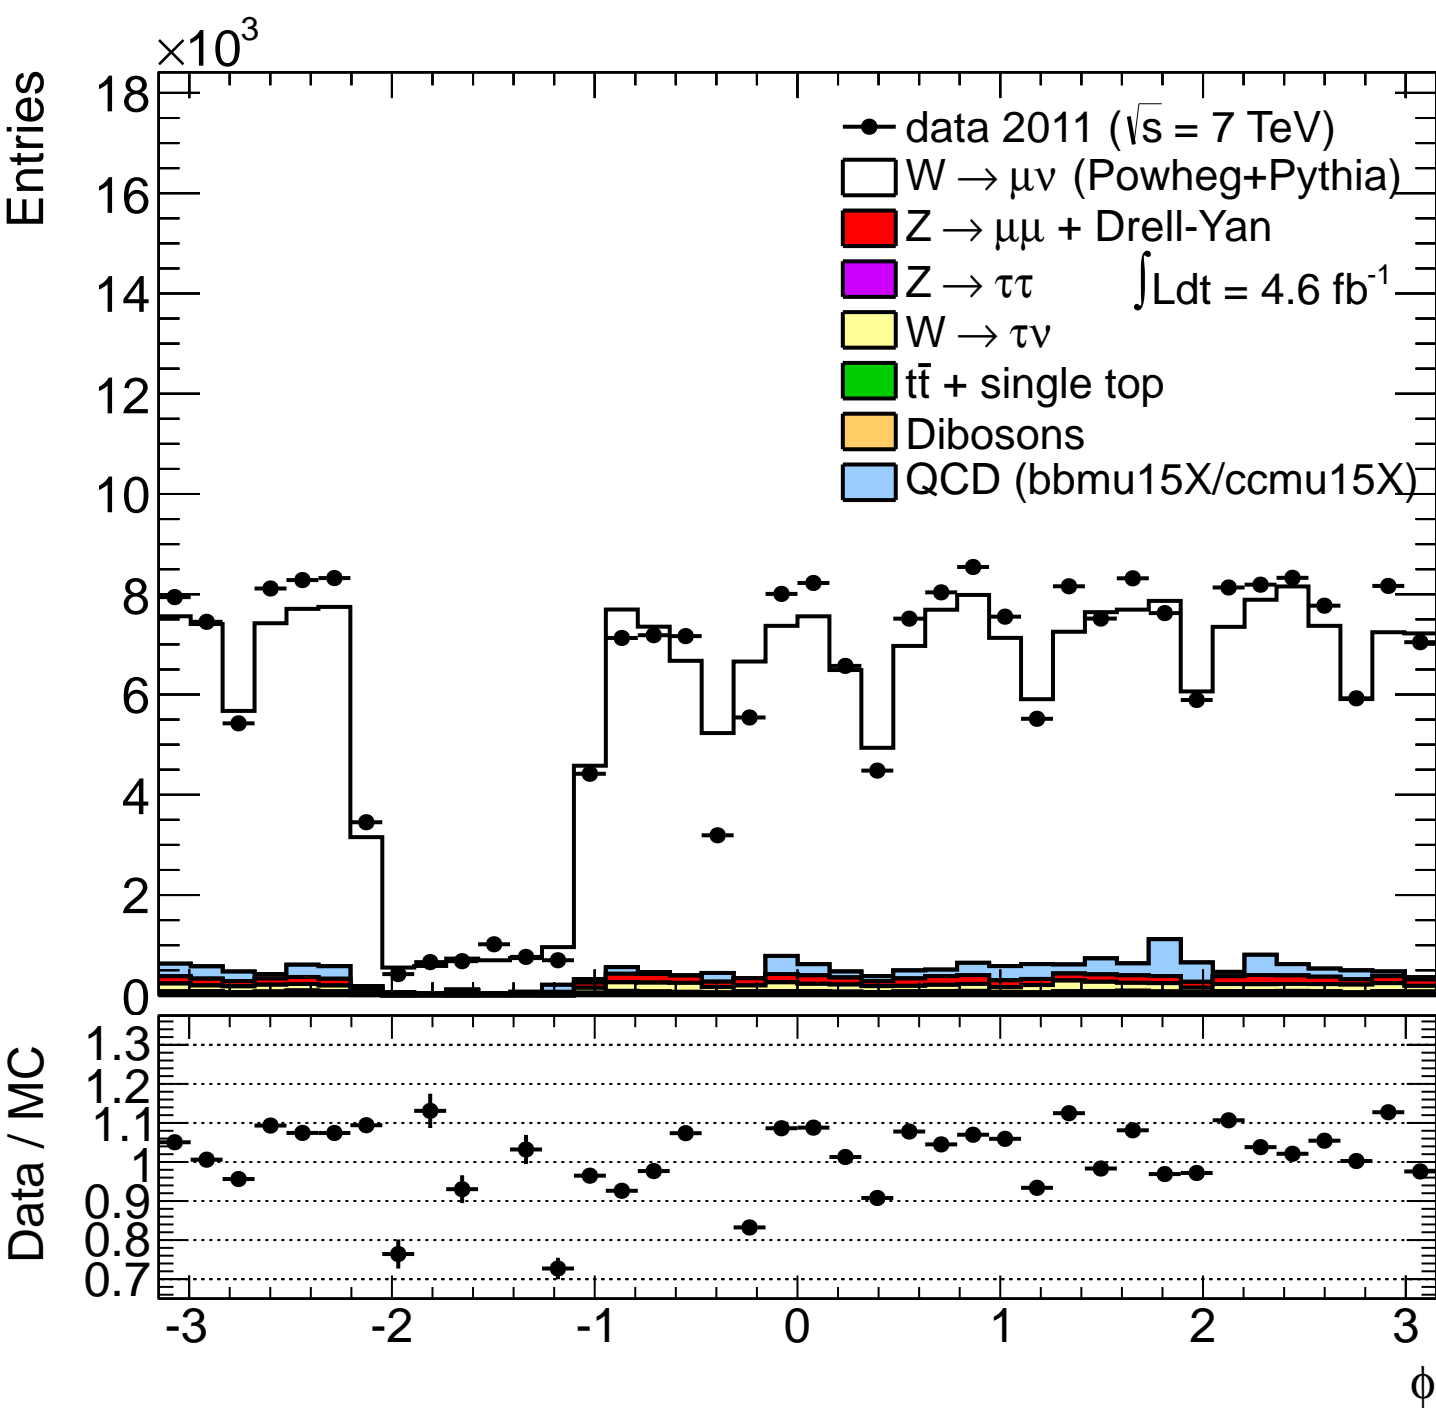 ×10³
Entries
18
16
14
12
10
8
6
4
2
0
data 2011 (√s = 7 TeV)
W → μν (Powheg+Pythia)
Z → μμ + Drell-Yan
Z → ττ
∫Ldt = 4.6 fb⁻¹
W → τν
tt̄ + single top
Dibosons
QCD (bbmu15X/ccmu15X)
Data / MC
1.3
1.2
1.1
1
0.9
0.8
0.7
-3 -2 -1 0 1 2 3
ϕ